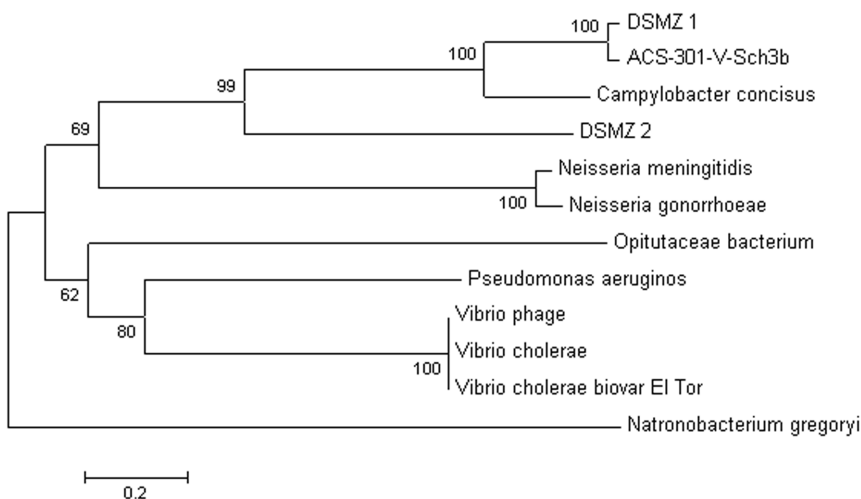 100 DSMZ 1
100 ACS-301-V-Sch3b
99 Campylobacter concisus
69 DSMZ 2
Neisseria meningitidis
100 Neisseria gonorrhoeae
Opitutaceae bacterium
62 Pseudomonas aeruginos
Vibrio phage
80 Vibrio cholerae
100 Vibrio cholerae biovar El Tor
Natronobacterium gregoryi
0.2